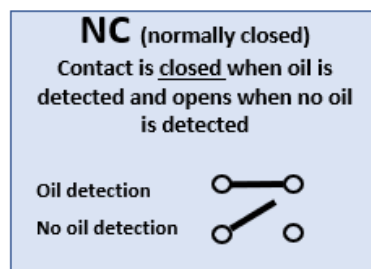 NC (normally closed)
Contact is closed when oil is
detected and opens when no oil
is detected
Oil detection
No oil detection